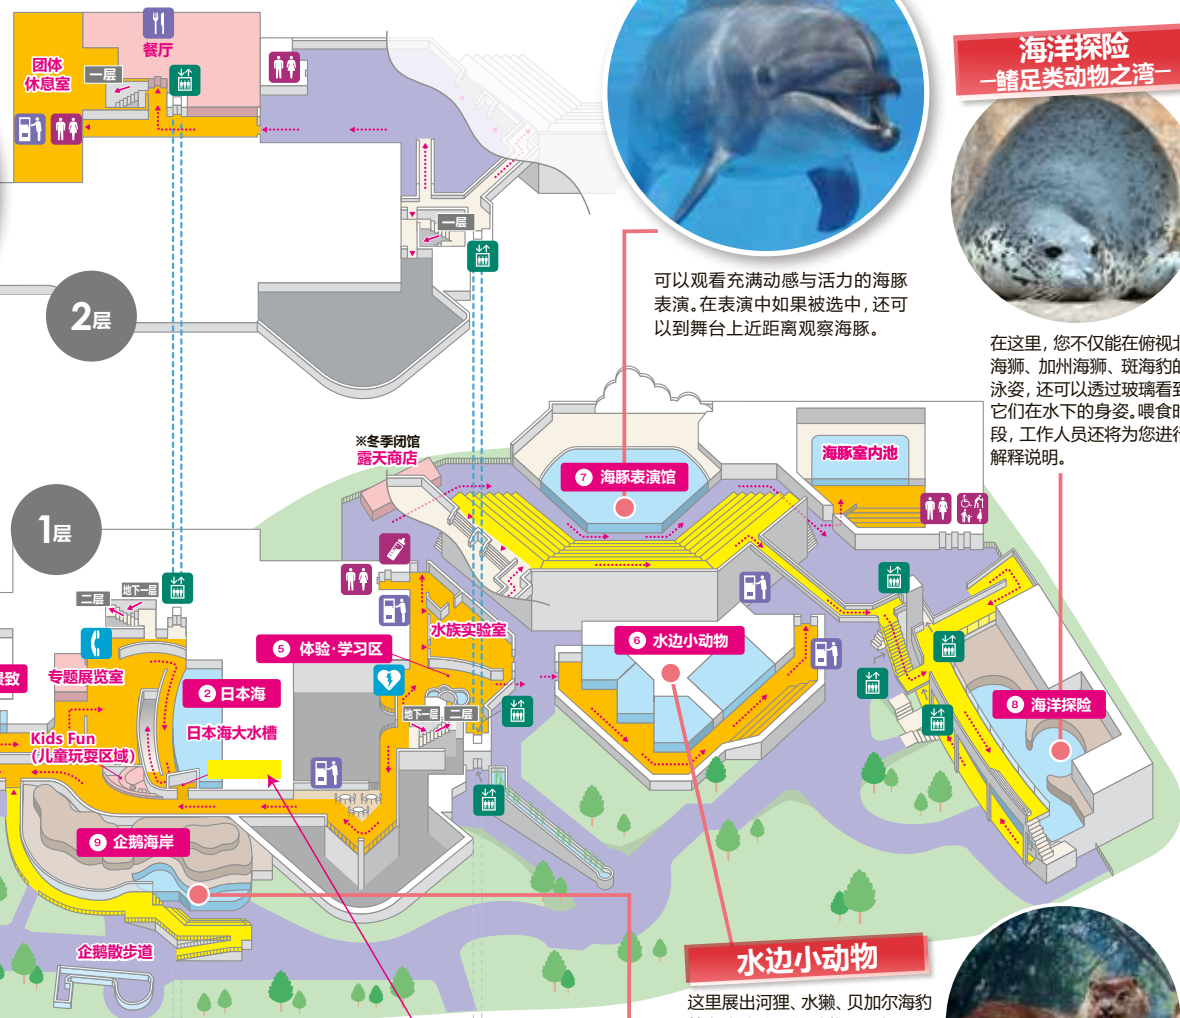 餐厅
团体
休息室
一层
海洋探险
—鳍足类动物之湾—
一层
2层
可以观看充满动感与活力的海豚
表演。在表演中如果被选中，还可
以到舞台上近距离观察海豚。
在这里，您不仅能在俯视北
海狮、加州海狮、斑海豹的
泳姿，还可以透过玻璃看到
它们在水下的身姿。喂食时
段，工作人员还将为您进行
解释说明。
※冬季闭馆
露天商店
7 海豚表演馆
海豚室内池
1层
地下一层
二层
水族实验室
5 体验·学习区
6 水边小动物
致
专题展览室
2 日本海
日本海大水槽
地下一层
二层
8 海洋探险
Kids Fun
(儿童玩耍区域)
9 企鹅海岸
企鹅散步道
水边小动物
这里展出河狸、水獭、贝加尔海豹